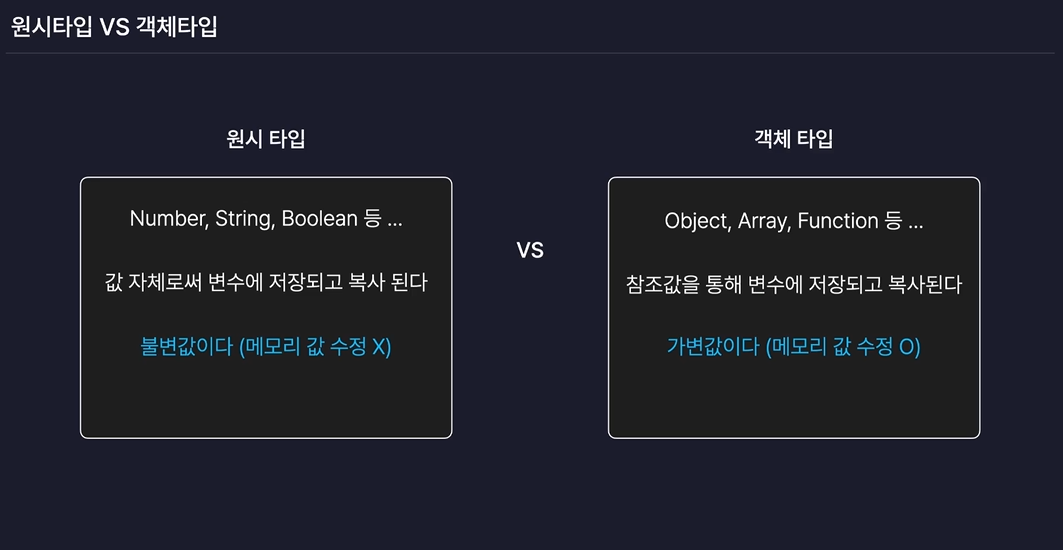 원시타입 VS 객체타입
원시 타입
Number, String, Boolean 등 ...
값 자체로써 변수에 저장되고 복사 된다
불변값이다 (메모리 값 수정 X)
VS
객체 타입
Object, Array, Function 등 ...
참조값을 통해 변수에 저장되고 복사된다
가변값이다 (메모리 값 수정 O)